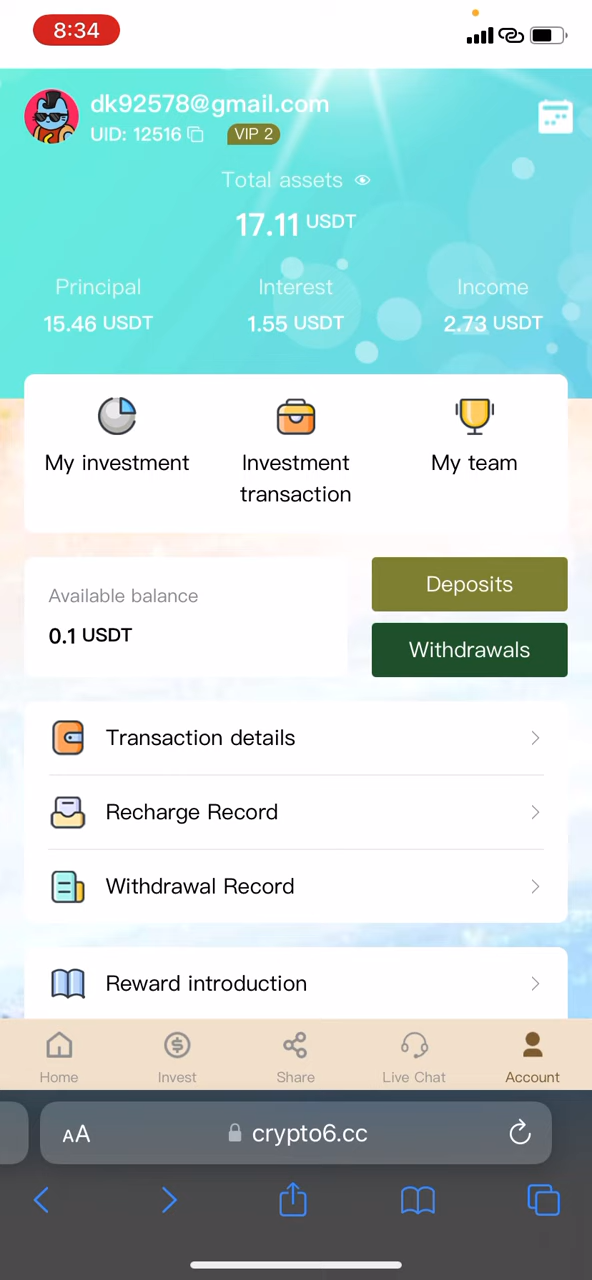 8:34
dk92578@gmail.com
UID: 12516
VIP 2
Total assets
17.11 USDT
Principal
Interest
Income
15.46 USDT
1.55 USDT
2.73 USDT
My investment
Investment
transaction
My team
Available balance
0.1 USDT
Deposits
Withdrawals
Transaction details
Recharge Record
Withdrawal Record
Reward introduction
Home
Invest
Share
Live Chat
Account
AA
crypto6.cc